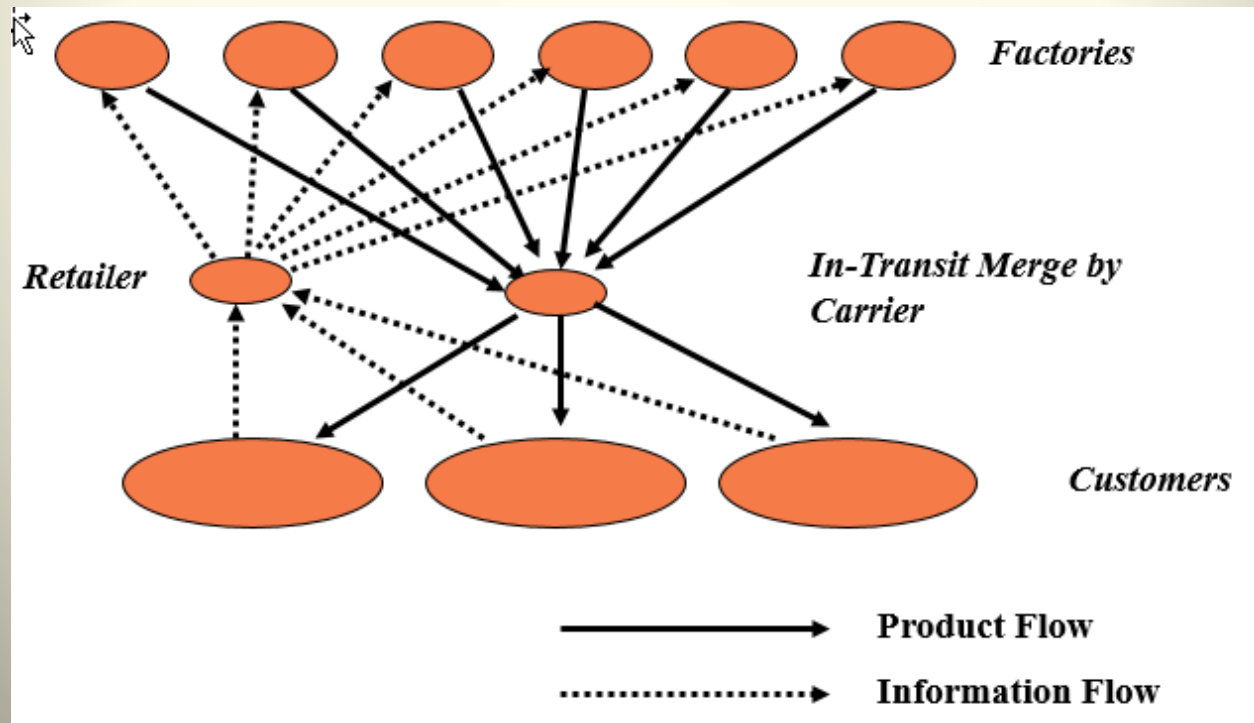 Factories
Retailer
In-Transit Merge by
Carrier
Customers
Product Flow
Information Flow